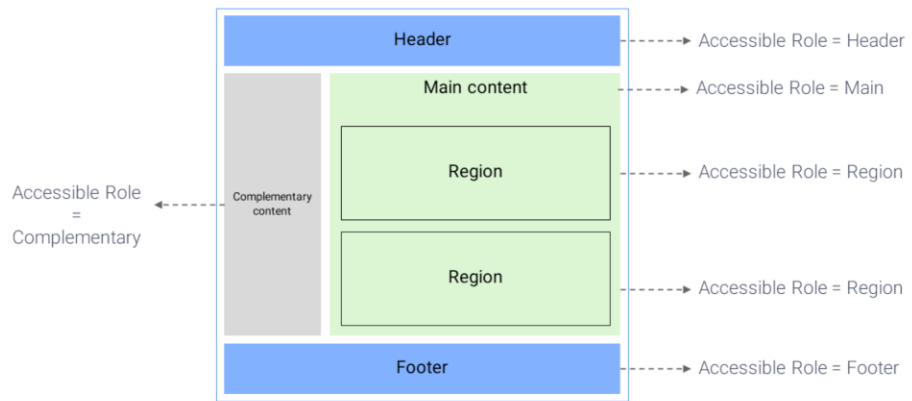 Header
Accessible Role = Header
Main content
Accessible Role = Main
Region
Accessible Role = Region
Accessible Role
=
Complementary
Complementary
content
Region
Accessible Role = Region
Footer
Accessible Role = Footer